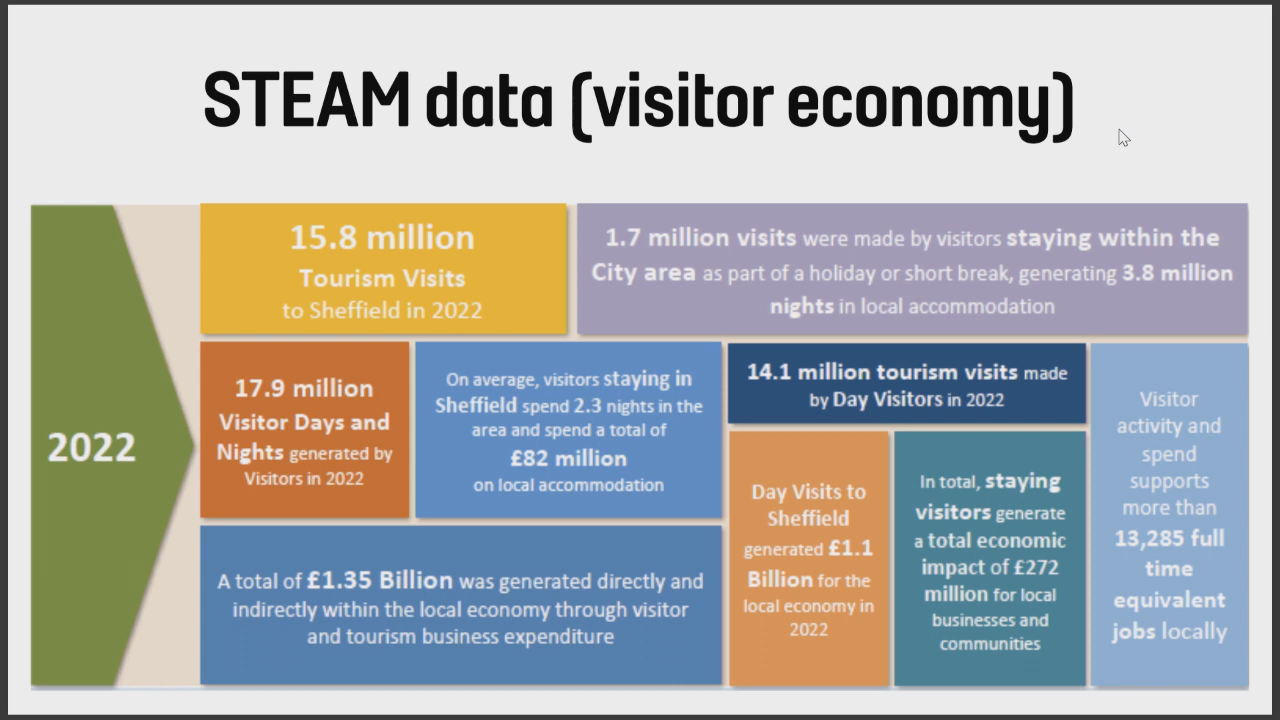 STEAM data (visitor economy)
2022
15.8 million
Tourism Visits
to Sheffield in 2022
1.7 million visits were made by visitors staying within the
City area as part of a holiday or short break, generating 3.8 million
nights in local accommodation
17.9 million
Visitor Days and
Nights generated by
Visitors in 2022
On average, visitors staying in
Sheffield spend 2.3 nights in the
area and spend a total of
£82 million
on local accommodation
14.1 million tourism visits made
by Day Visitors in 2022
Visitor
activity and
spend
supports
more than
13,285 full
time
equivalent
jobs locally
A total of £1.35 Billion was generated directly and
indirectly within the local economy through visitor
and tourism business expenditure
Day Visits to
Sheffield
generated £1.1
Billion for the
local economy in
2022
In total, staying
visitors generate
a total economic
impact of £272
million for local
businesses and
communities